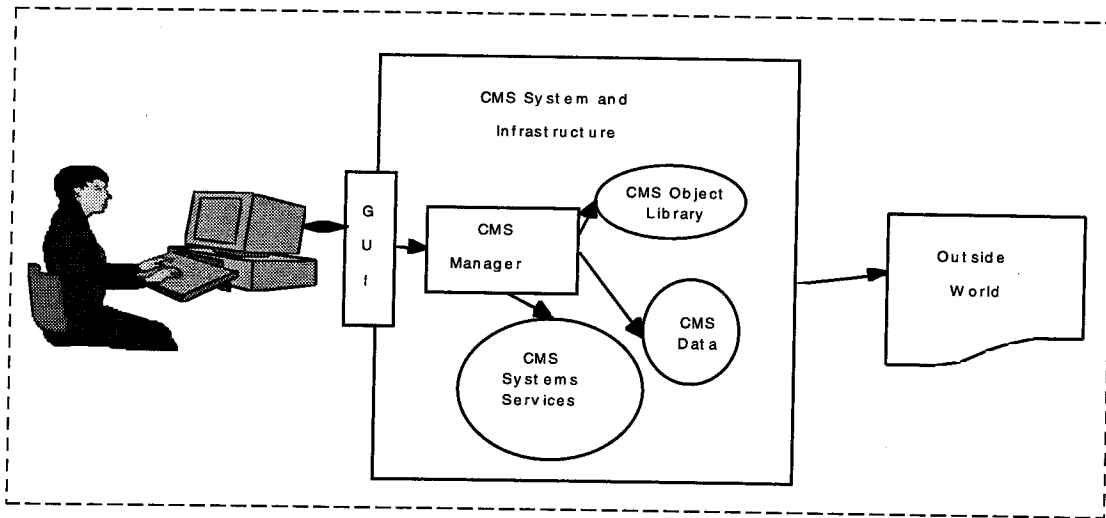 CMS System and
Infrastructure
G
U
I
CMS
Manager
CMS Object
Library
CMS
Data
CMS
Systems
Services
Outside
World